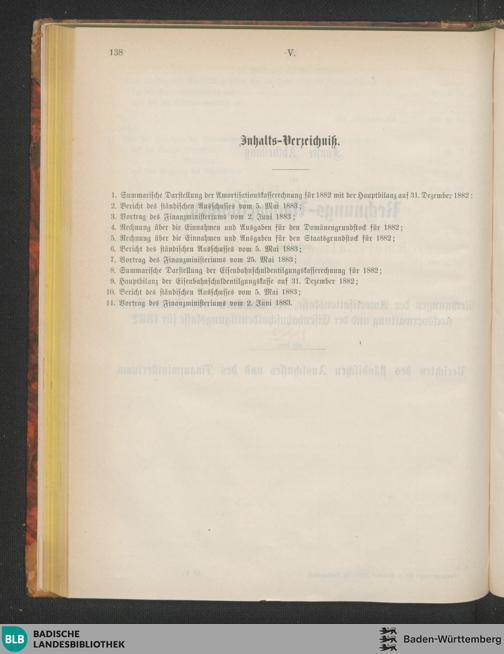 138
V.
Inhalts-Verzeichniß.
1. Summarische Darstellung der Amortisationskasserechnung für 1882 mit der Hauptbilanz auf 31. Dezember 1882;
2. Bericht des ständischen Ausschusses vom 5. Mai 1883;
3. Vortrag des Finanzministeriums vom 2. Juni 1883;
4. Rechnung über die Einnahmen und Ausgaben für den Domänengrundstock für 1882;
5. Rechnung über die Einnahmen und Ausgaben für den Staatsgrundstock für 1882;
6. Bericht des ständischen Ausschusses vom 5. Mai 1883;
7. Vortrag des Finanzministeriums vom 25. Mai 1883;
8. Summarische Darstellung der Eisenbahnschuldentilgungskasserechnung für 1882;
9. Hauptbilanz der Eisenbahnschuldentilgungskasse auf 31. Dezember 1882;
10. Bericht des ständischen Ausschusses vom 5. Mai 1883;
11. Vortrag des Finanzministeriums vom 2. Juni 1883.
BLB BADISCHE
LANDESBIBLIOTHEK
Baden-Württemberg